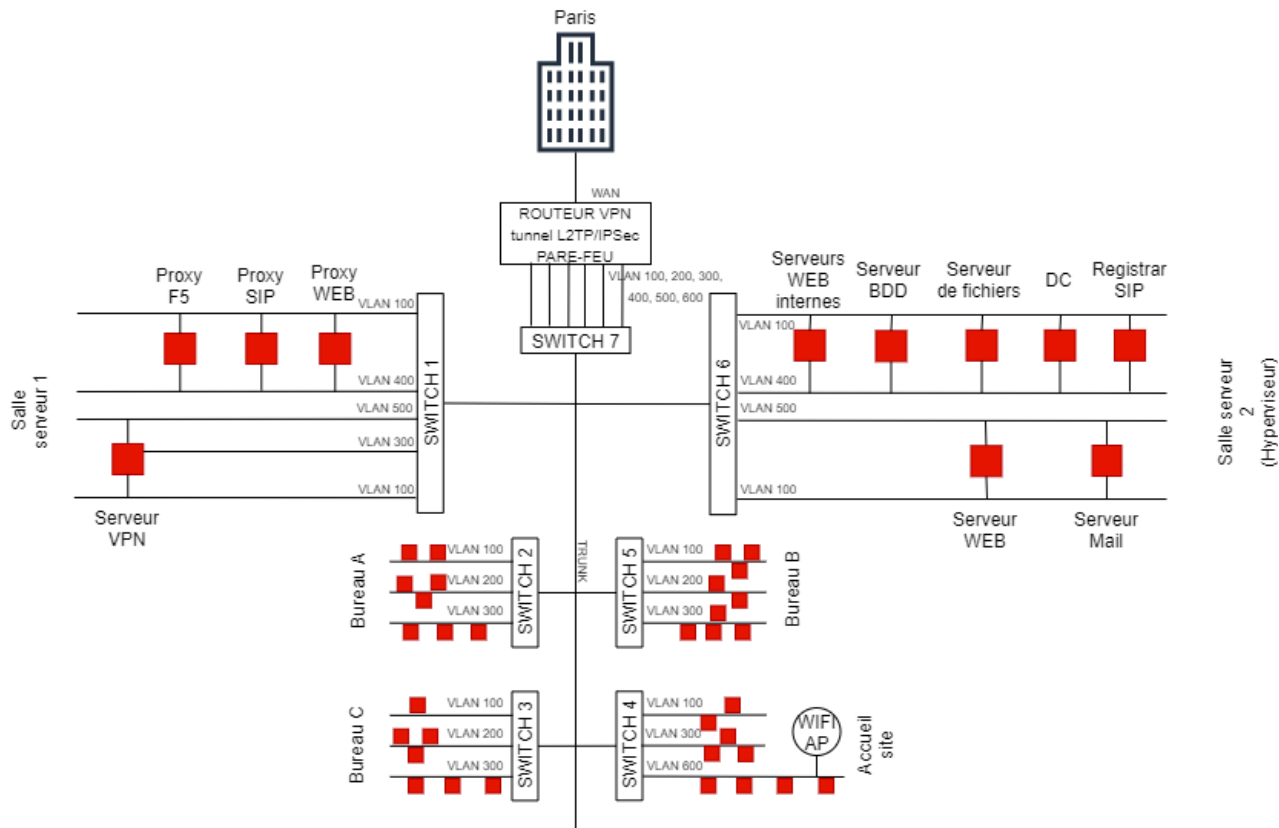 Paris
WAN
ROUTEUR VPN
tunnel L2TP/IPSec
PARE-FEU
VLAN 100, 200, 300,
400, 500, 600
SWITCH 7
Salle
serveur 1
Proxy
F5
Proxy
SIP
Proxy
WEB
VLAN 100
VLAN 400
VLAN 500
VLAN 300
VLAN 100
Serveur
VPN
SWITCH 1
SWITCH 6
Serveurs
WEB
internes
Serveur
BDD
Serveur
de fichiers
DC
Registrar
SIP
VLAN 100
VLAN 400
VLAN 500
VLAN 100
Serveur
WEB
Serveur
Mail
Salle serveur
2
(Hyperviseur)
TRUNK
Bureau A
VLAN 100
VLAN 200
VLAN 300
SWITCH 2
SWITCH 5
VLAN 100
VLAN 200
VLAN 300
Bureau B
Bureau C
VLAN 100
VLAN 200
VLAN 300
SWITCH 3
SWITCH 4
VLAN 100
VLAN 300
VLAN 600
WIFI
AP
Accueil
site